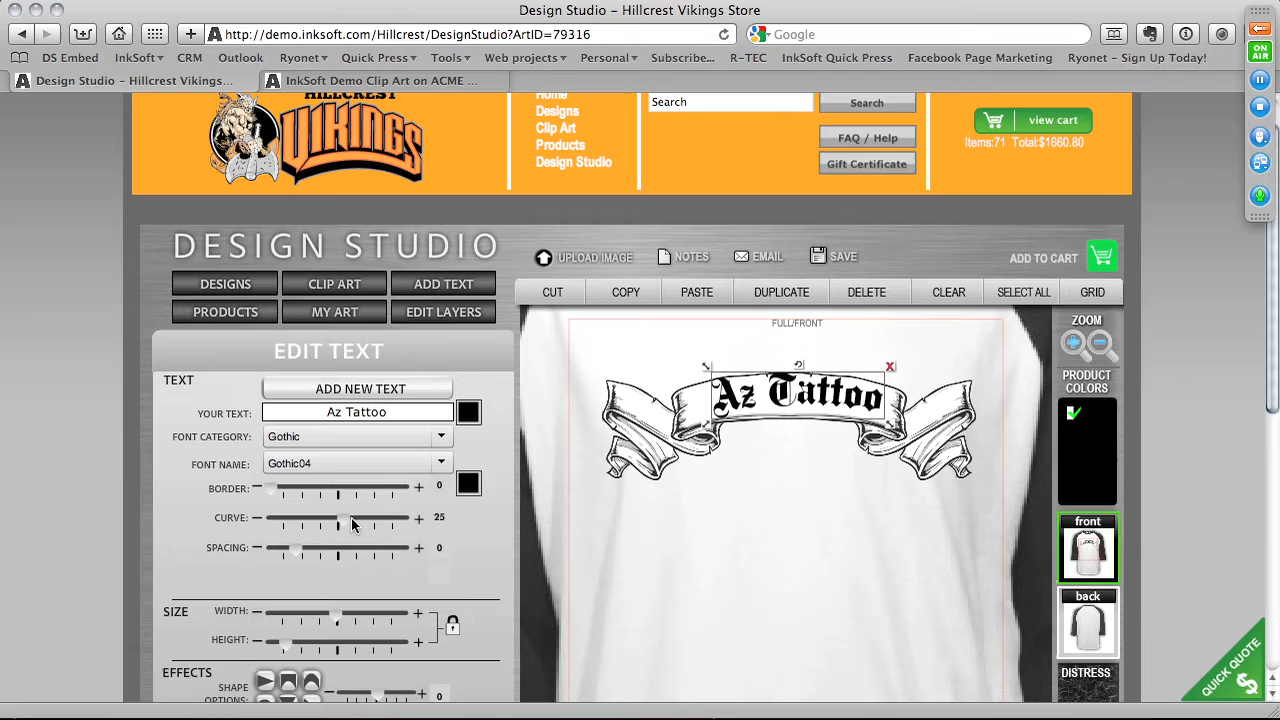 Design Studio - Hillcrest Vikings Store
http://demo.inksoft.com/Hillcrest/DesignStudio?ArtID=79316
Google
DS Embed InkSoft CRM Outlook Ryonet Quick Press Tools Web projects Personal Subscribe... R-TEC InkSoft Quick Press Facebook Page Marketing Ryonet - Sign Up Today!
Design Studio - Hillcrest Vikings... InkSoft Demo Clip Art on ACME ...
ON AIR
HILLCREST
VIKINGS
Home
Designs
Clip Art
Products
Design Studio
Search
Search
FAQ / Help
Gift Certificate
view cart
Items:71 Total:$1660.80
DESIGN STUDIO
UPLOAD IMAGE NOTES EMAIL SAVE ADD TO CART
DESIGNS CLIP ART ADD TEXT
PRODUCTS MY ART EDIT LAYERS
CUT COPY PASTE DUPLICATE DELETE CLEAR SELECT ALL GRID
EDIT TEXT
TEXT
ADD NEW TEXT
YOUR TEXT: Az Tattoo
FONT CATEGORY: Gothic
FONT NAME: Gothic04
BORDER: 0
CURVE: 25
SPACING: 0
SIZE WIDTH:
HEIGHT:
EFFECTS
SHAPE
OPTIONS:
0
FULL/FRONT
Az Tattoo
ZOOM
PRODUCT
COLORS
front
back
DISTRESS
QUICK QUOTE
$